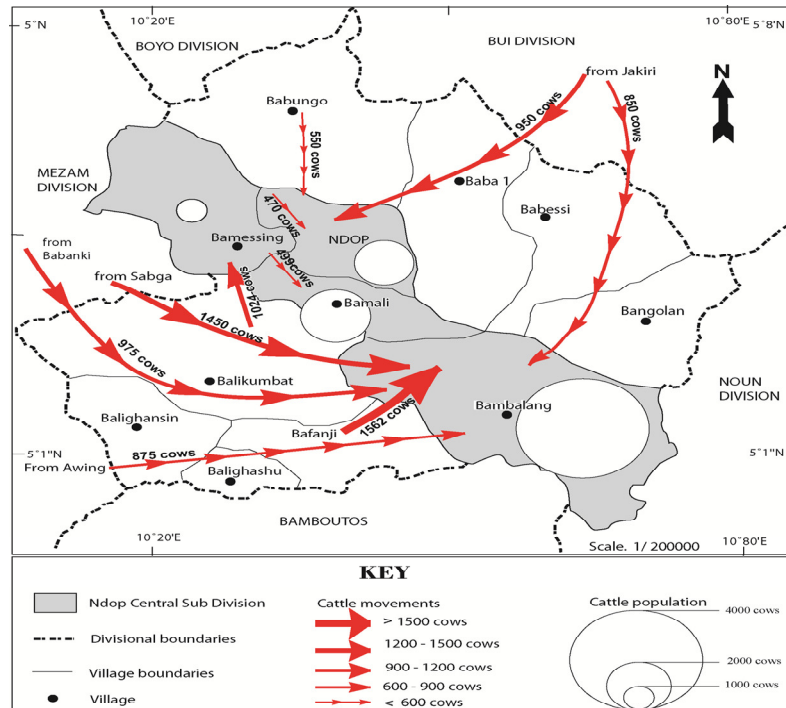 5°N
10°20'E
10°80'E
5°8'N
BOYO DIVISION
BUI DIVISION
from Jakiri
N
Babungo
950 cows
850 cows
550 cows
MEZAM
DIVISION
Baba 1
470 cows
Babessi
from
Babanki
Bamessing
NDOP
499cows
from Sabga
1024-cows
Bamali
Bangolan
1450 cows
975 cows
Balikumbat
NOUN
DIVISION
Bambalang
Balighansin
Bafanji
1562 cows
5°1"N
875 cows
From Awing
5°1"N
Balighashu
BAMBOUTOS
10°20'E
10°80'E
Scale. 1/ 200000
KEY
Ndop Central Sub Division
Divisional boundaries
Village boundaries
Village
Cattle movements
> 1500 cows
1200 - 1500 cows
900 - 1200 cows
600 - 900 cows
< 600 cows
Cattle population
4000 cows
2000 cows
1000 cows